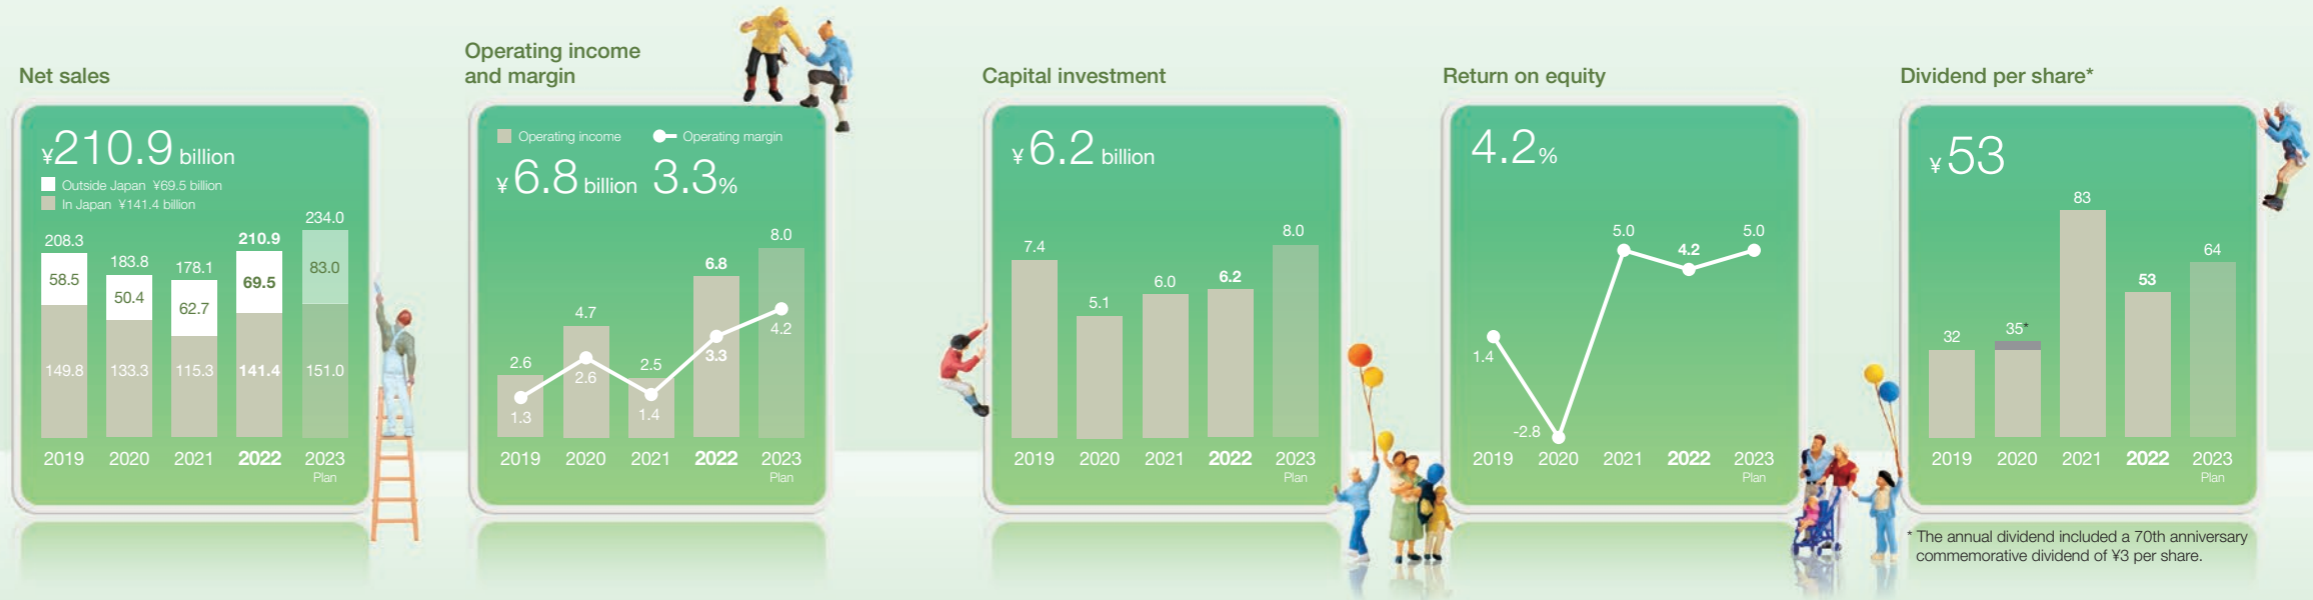 Net sales
¥210.9 billion
Outside Japan ¥69.5 billion
In Japan ¥141.4 billion
208.3
183.8
178.1
210.9
234.0
58.5
50.4
62.7
69.5
83.0
149.8
133.3
115.3
141.4
151.0
2019 2020 2021 2022 2023
Plan
Operating income
and margin
Operating income Operating margin
¥6.8 billion 3.3%
2.6
4.7
2.5
6.8
8.0
1.3
2.6
1.4
3.3
4.2
2019 2020 2021 2022 2023
Plan
Capital investment
¥6.2 billion
7.4
5.1
6.0
6.2
8.0
2019 2020 2021 2022 2023
Plan
Return on equity
4.2%
1.4
-2.8
5.0
4.2
5.0
2019 2020 2021 2022 2023
Plan
Dividend per share*
¥53
32
35*
83
53
64
2019 2020 2021 2022 2023
Plan
* The annual dividend included a 70th anniversary
commemorative dividend of ¥3 per share.